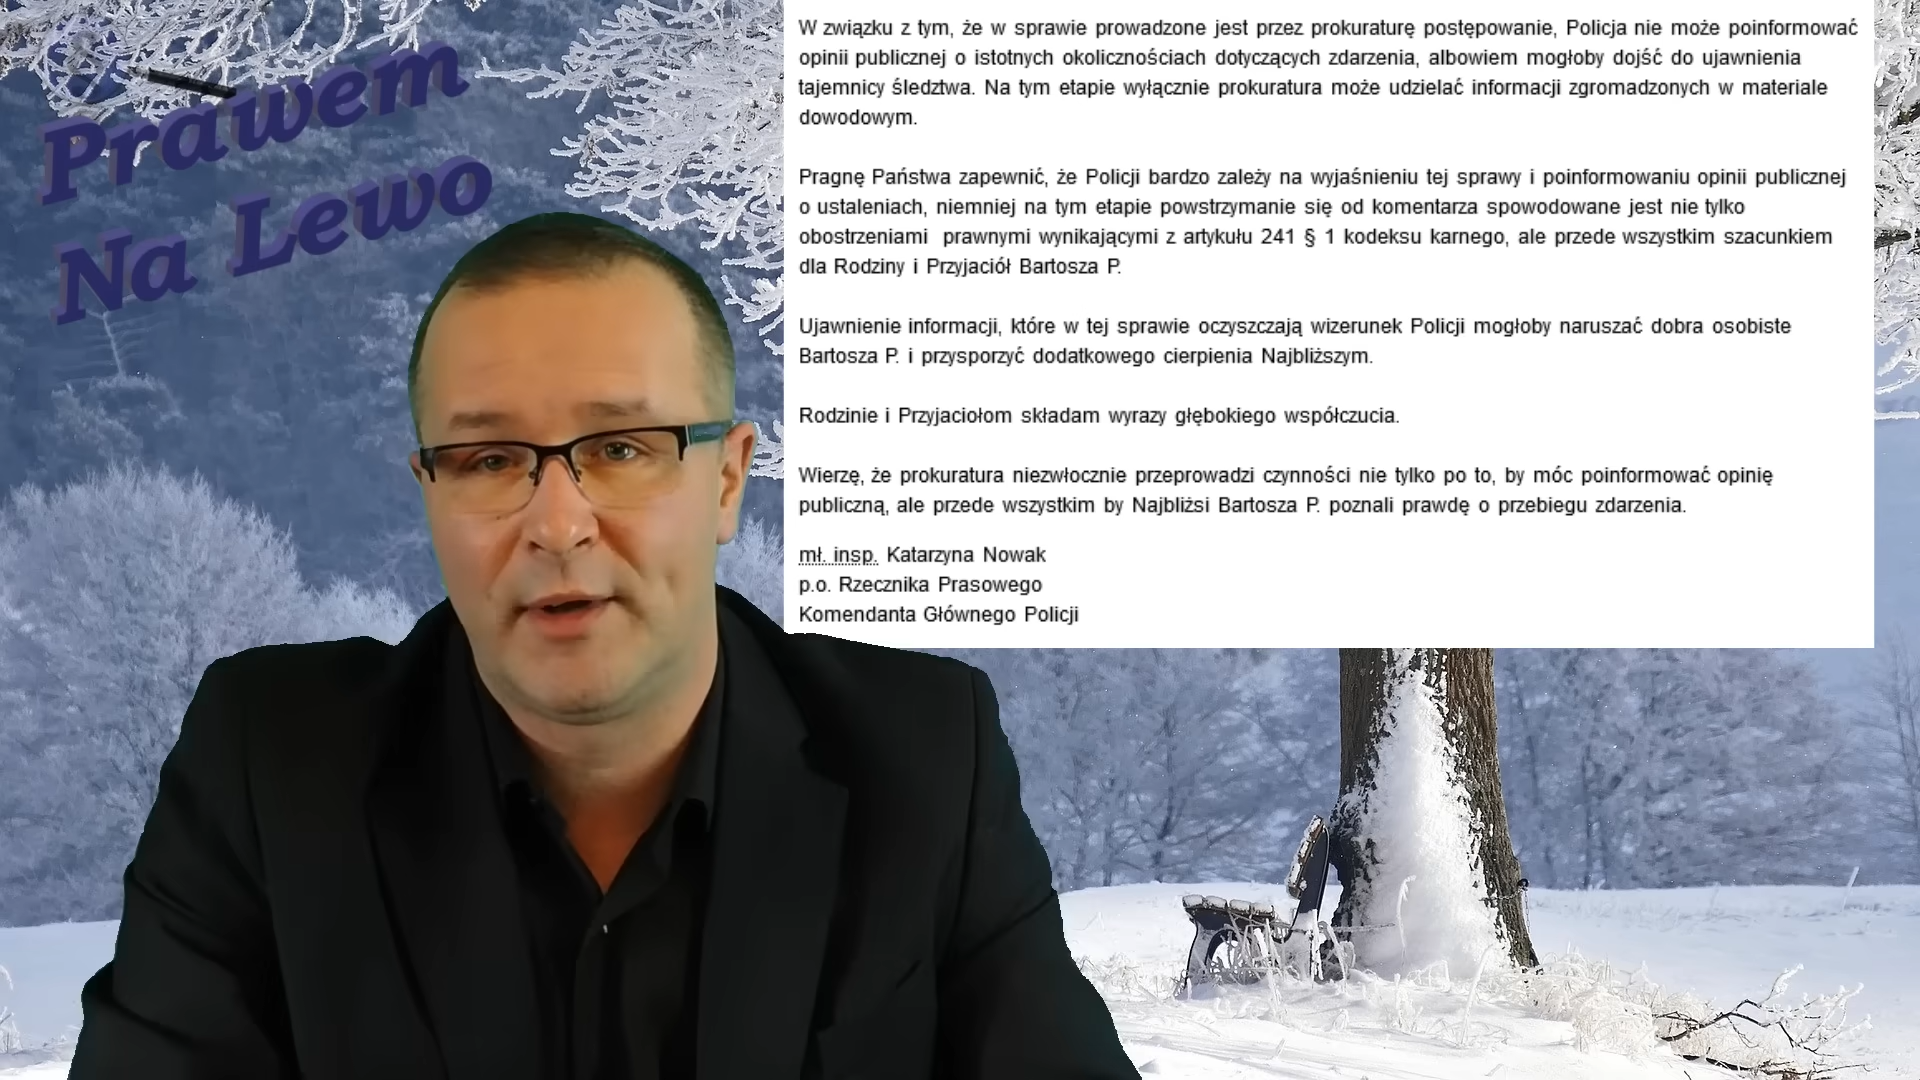 Prawem
Na Lewo
W związku z tym, że w sprawie prowadzone jest przez prokuraturę postępowanie, Policja nie może poinformować
opinii publicznej o istotnych okolicznościach dotyczących zdarzenia, albowiem mogłoby dojść do ujawnienia
tajemnicy śledztwa. Na tym etapie wyłącznie prokuratura może udzielać informacji zgromadzonych w materiale
dowodowym.
Pragnę Państwa zapewnić, że Policji bardzo zależy na wyjaśnieniu tej sprawy i poinformowaniu opinii publicznej
o ustaleniach, niemniej na tym etapie powstrzymanie się od komentarza spowodowane jest nie tylko
obostrzeniami prawnymi wynikającymi z artykułu 241 § 1 kodeksu karnego, ale przede wszystkim szacunkiem
dla Rodziny i Przyjaciół Bartosza P.
Ujawnienie informacji, które w tej sprawie oczyszczają wizerunek Policji mogłoby naruszać dobra osobiste
Bartosza P. i przysporzyć dodatkowego cierpienia Najbliższym.
Rodzinie i Przyjaciołom składam wyrazy głębokiego współczucia.
Wierzę, że prokuratura niezwłocznie przeprowadzi czynności nie tylko po to, by móc poinformować opinię
publiczną, ale przede wszystkim by Najbliżsi Bartosza P. poznali prawdę o przebiegu zdarzenia.
mł. insp. Katarzyna Nowak
p.o. Rzecznika Prasowego
Komendanta Głównego Policji